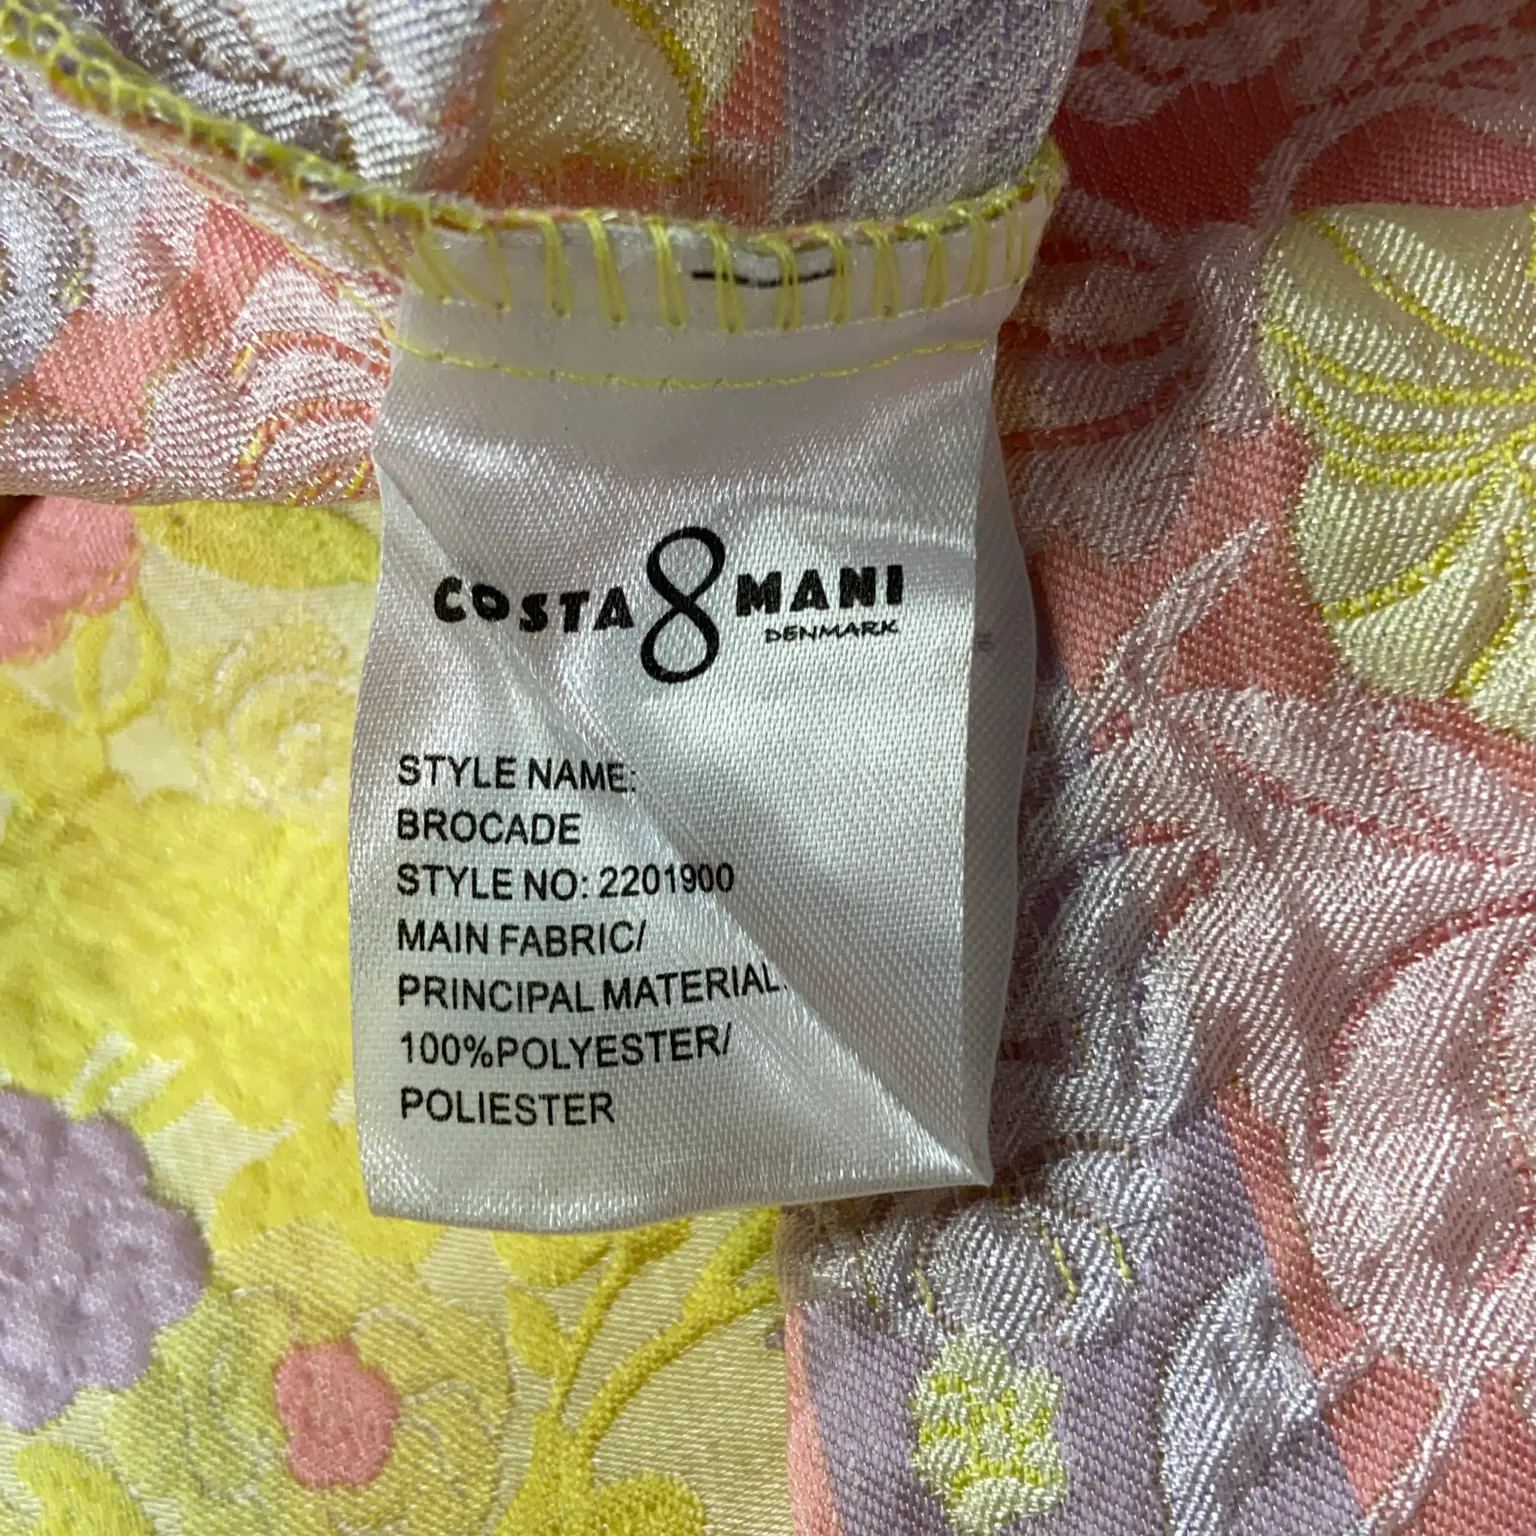 COSTA 8 MANI
DENMARK
STYLE NAME:
BROCADE
STYLE NO: 2201900
MAIN FABRIC/
PRINCIPAL MATERIAL:
100%POLYESTER/
POLIESTER